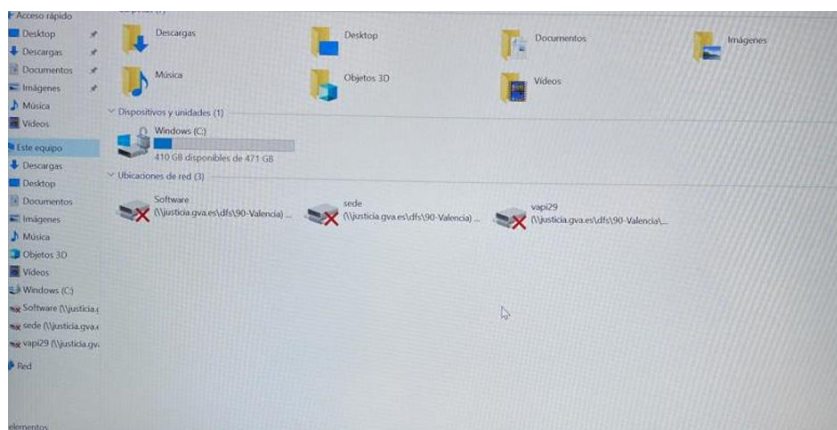 Acceso rápido
Desktop
Descargas
Documentos
Imágenes
Música
Vídeos
Este equipo
Descargas
Desktop
Documentos
Imágenes
Música
Objetos 3D
Vídeos
Windows (C:)
Software (\\justicia.g
sede (\\justicia.gva.e
vapi29 (\\justicia.gv
Red
elementos
Descargas
Desktop
Documentos
Imágenes
Música
Objetos 3D
Vídeos
Dispositivos y unidades (1)
Windows (C:)
410 GB disponibles de 471 GB
Ubicaciones de red (3)
Software
(\\justicia.gva.es\dfs\90-Valencia) ...
sede
(\\justicia.gva.es\dfs\90-Valencia) ...
vapi29
(\\justicia.gva.es\dfs\90-Valencia\...